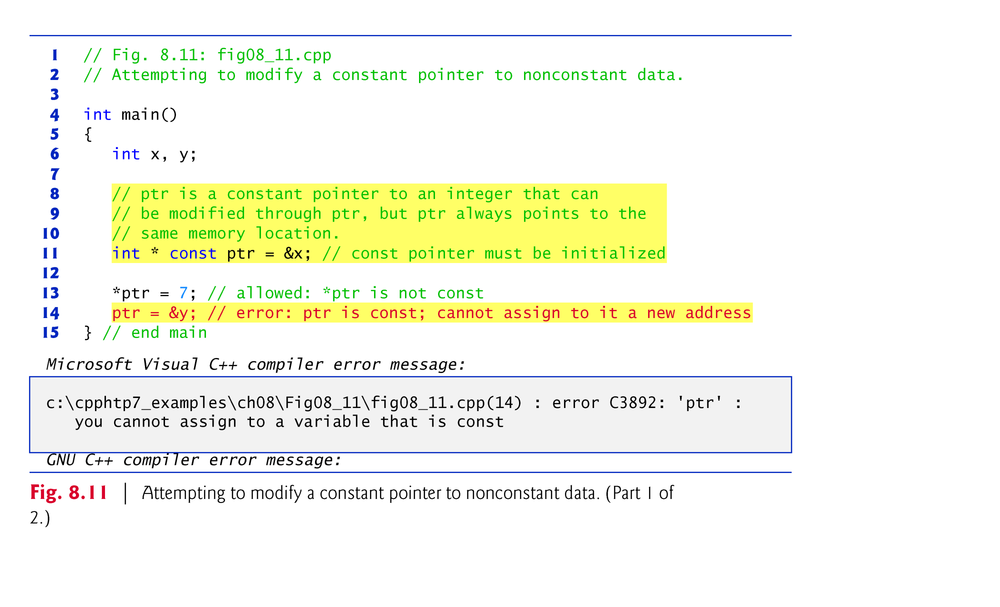 1 // Fig. 8.11: fig08_11.cpp
2 // Attempting to modify a constant pointer to nonconstant data.
3
4 int main()
5 {
6    int x, y;
7
8    // ptr is a constant pointer to an integer that can
9    // be modified through ptr, but ptr always points to the
10    // same memory location.
11    int * const ptr = &x; // const pointer must be initialized
12
13    *ptr = 7; // allowed: *ptr is not const
14    ptr = &y; // error: ptr is const; cannot assign to it a new address
15 } // end main
Microsoft Visual C++ compiler error message:
c:\cpphtp7_examples\ch08\Fig08_11\fig08_11.cpp(14) : error C3892: 'ptr' :
   you cannot assign to a variable that is const
GNU C++ compiler error message:
Fig. 8.11 | Attempting to modify a constant pointer to nonconstant data. (Part 1 of
2.)